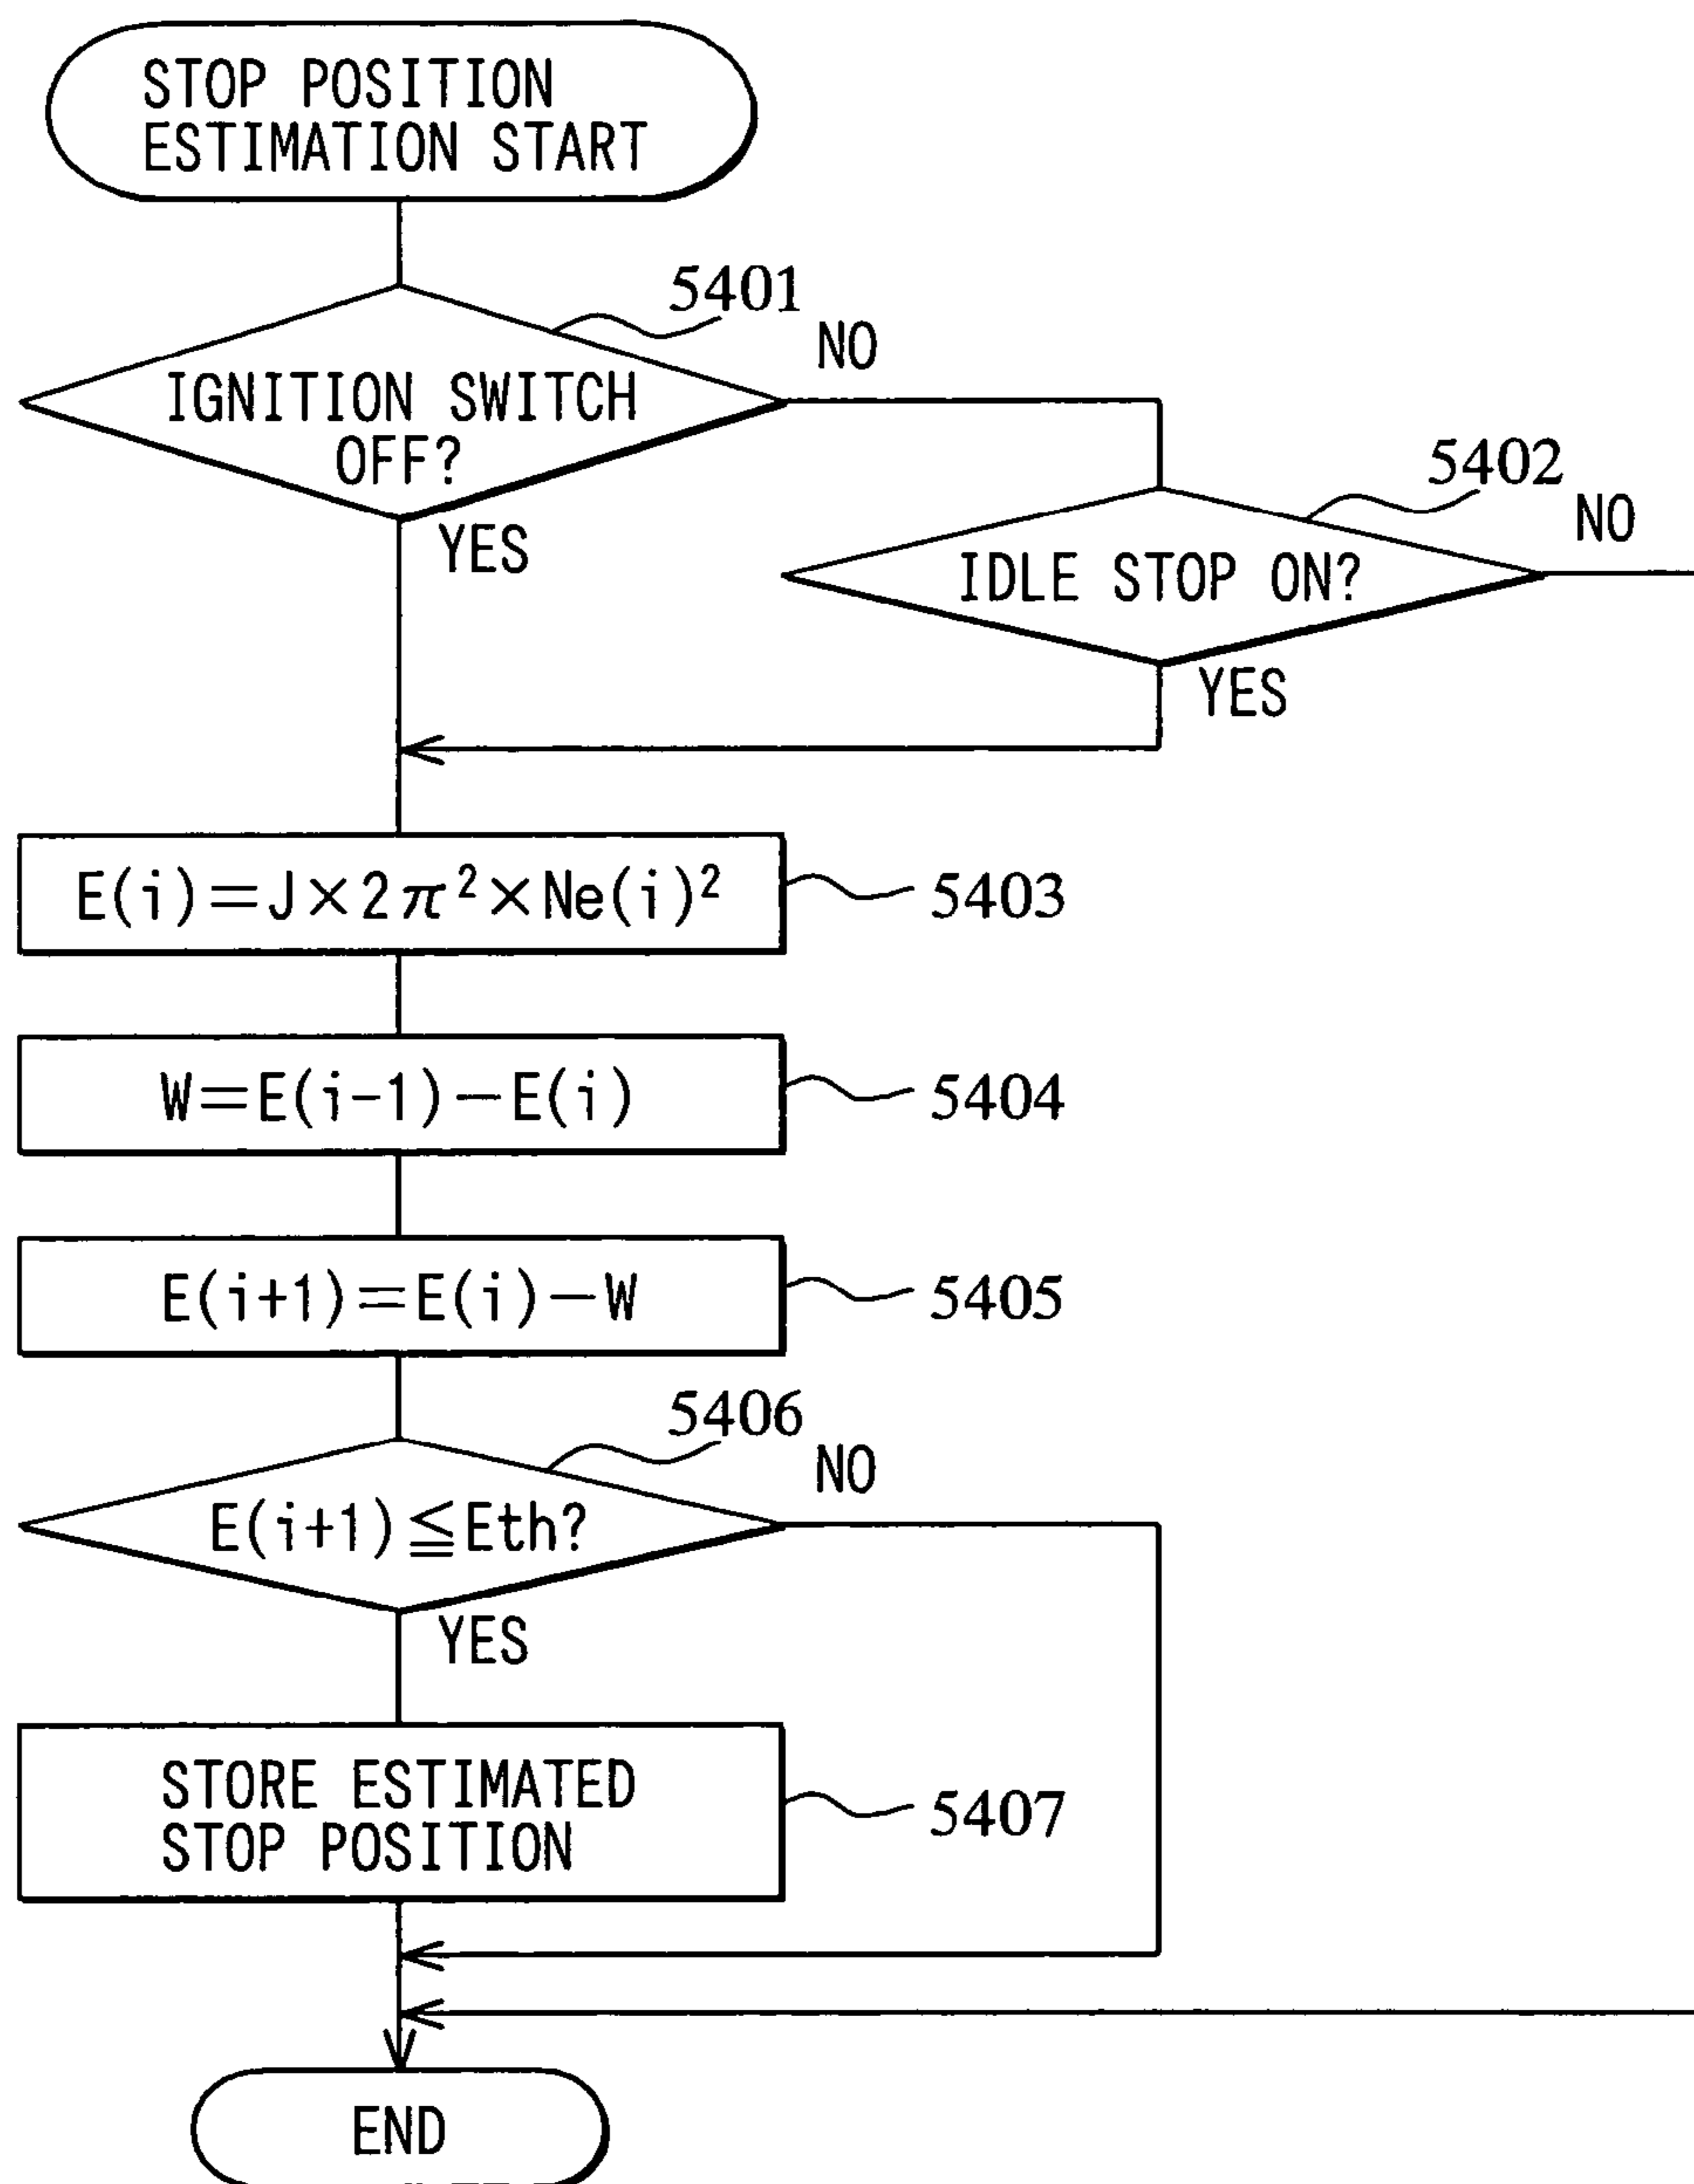 STOP POSITION
ESTIMATION START
5401
NO
IGNITION SWITCH
OFF?
YES
5402
NO
IDLE STOP ON?
YES
E(i)=J×2π²×Ne(i)²
5403
W=E(i-1)-E(i)
5404
E(i+1)=E(i)-W
5405
5406
NO
E(i+1)≦Eth?
YES
STORE ESTIMATED
STOP POSITION
5407
END